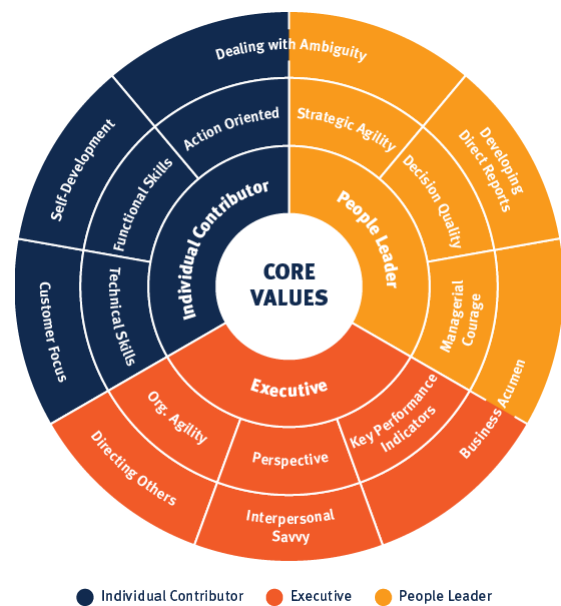 Dealing with Ambiguity
Self-Development
Action Oriented
Strategic Agility
Developing
Direct Reports
Functional Skills
Decision Quality
Individual Contributor
People Leader
CORE
VALUES
Customer Focus
Technical Skills
Managerial
Courage
Executive
Business Acumen
Org. Agility
Key Performance
Indicators
Perspective
Directing Others
Interpersonal
Savvy
Individual Contributor
Executive
People Leader